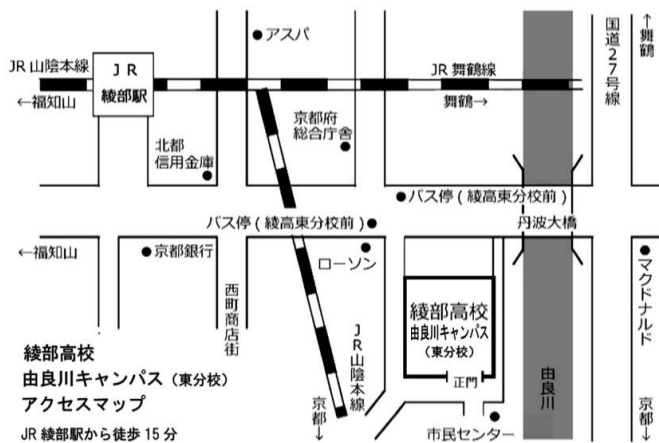 アスパ
JR山陰本線
JR
綾部駅
JR舞鶴線
←福知山
舞鶴→
国道27号線
↑舞鶴
京都府
総合庁舎
北都
信用金庫
バス停(綾高東分校前)
バス停(綾高東分校前)
丹波大橋
←福知山
京都銀行
ローソン
マクドナルド
西町商店街
綾部高校
由良川キャンパス
(東分校)
正門
JR山陰本線
由良川
京都↓
京都↓
市民センター
綾部高校
由良川キャンパス(東分校)
アクセスマップ
JR綾部駅から徒歩15分